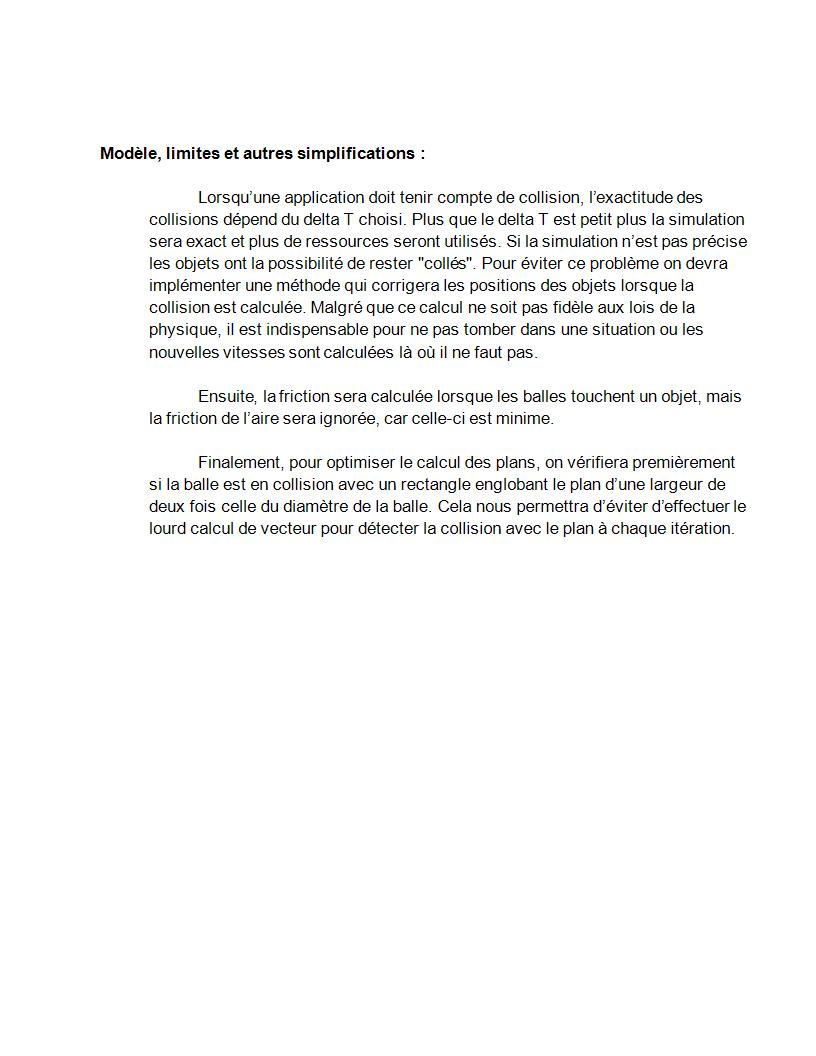 Modèle, limites et autres simplifications :
Lorsqu’une application doit tenir compte de collision, l’exactitude des
collisions dépend du delta T choisi. Plus que le delta T est petit plus la simulation
sera exact et plus de ressources seront utilisés. Si la simulation n’est pas précise
les objets ont la possibilité de rester "collés". Pour éviter ce problème on devra
implémenter une méthode qui corrigera les positions des objets lorsque la
collision est calculée. Malgré que ce calcul ne soit pas fidèle aux lois de la
physique, il est indispensable pour ne pas tomber dans une situation ou les
nouvelles vitesses sont calculées là où il ne faut pas.
Ensuite, la friction sera calculée lorsque les balles touchent un objet, mais
la friction de l’aire sera ignorée, car celle-ci est minime.
Finalement, pour optimiser le calcul des plans, on vérifiera premièrement
si la balle est en collision avec un rectangle englobant le plan d’une largeur de
deux fois celle du diamètre de la balle. Cela nous permettra d’éviter d’effectuer le
lourd calcul de vecteur pour détecter la collision avec le plan à chaque itération.